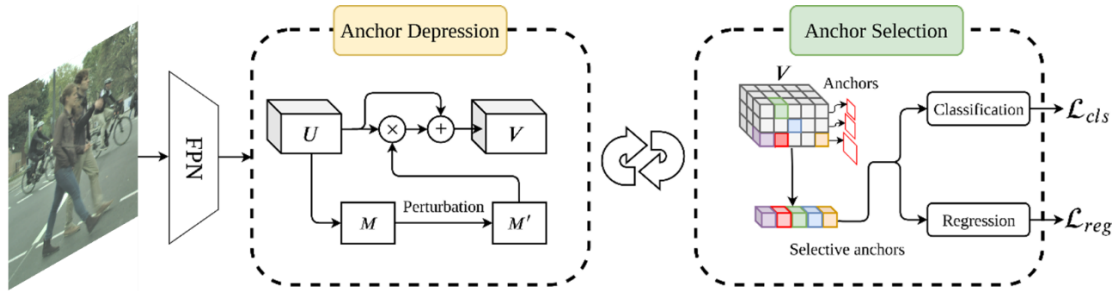 Anchor Depression
Anchor Selection
FPN
U
×
+
V
M
Perturbation
M'
V
Anchors
Selective anchors
Classification
Regression
𝓛cls
𝓛reg